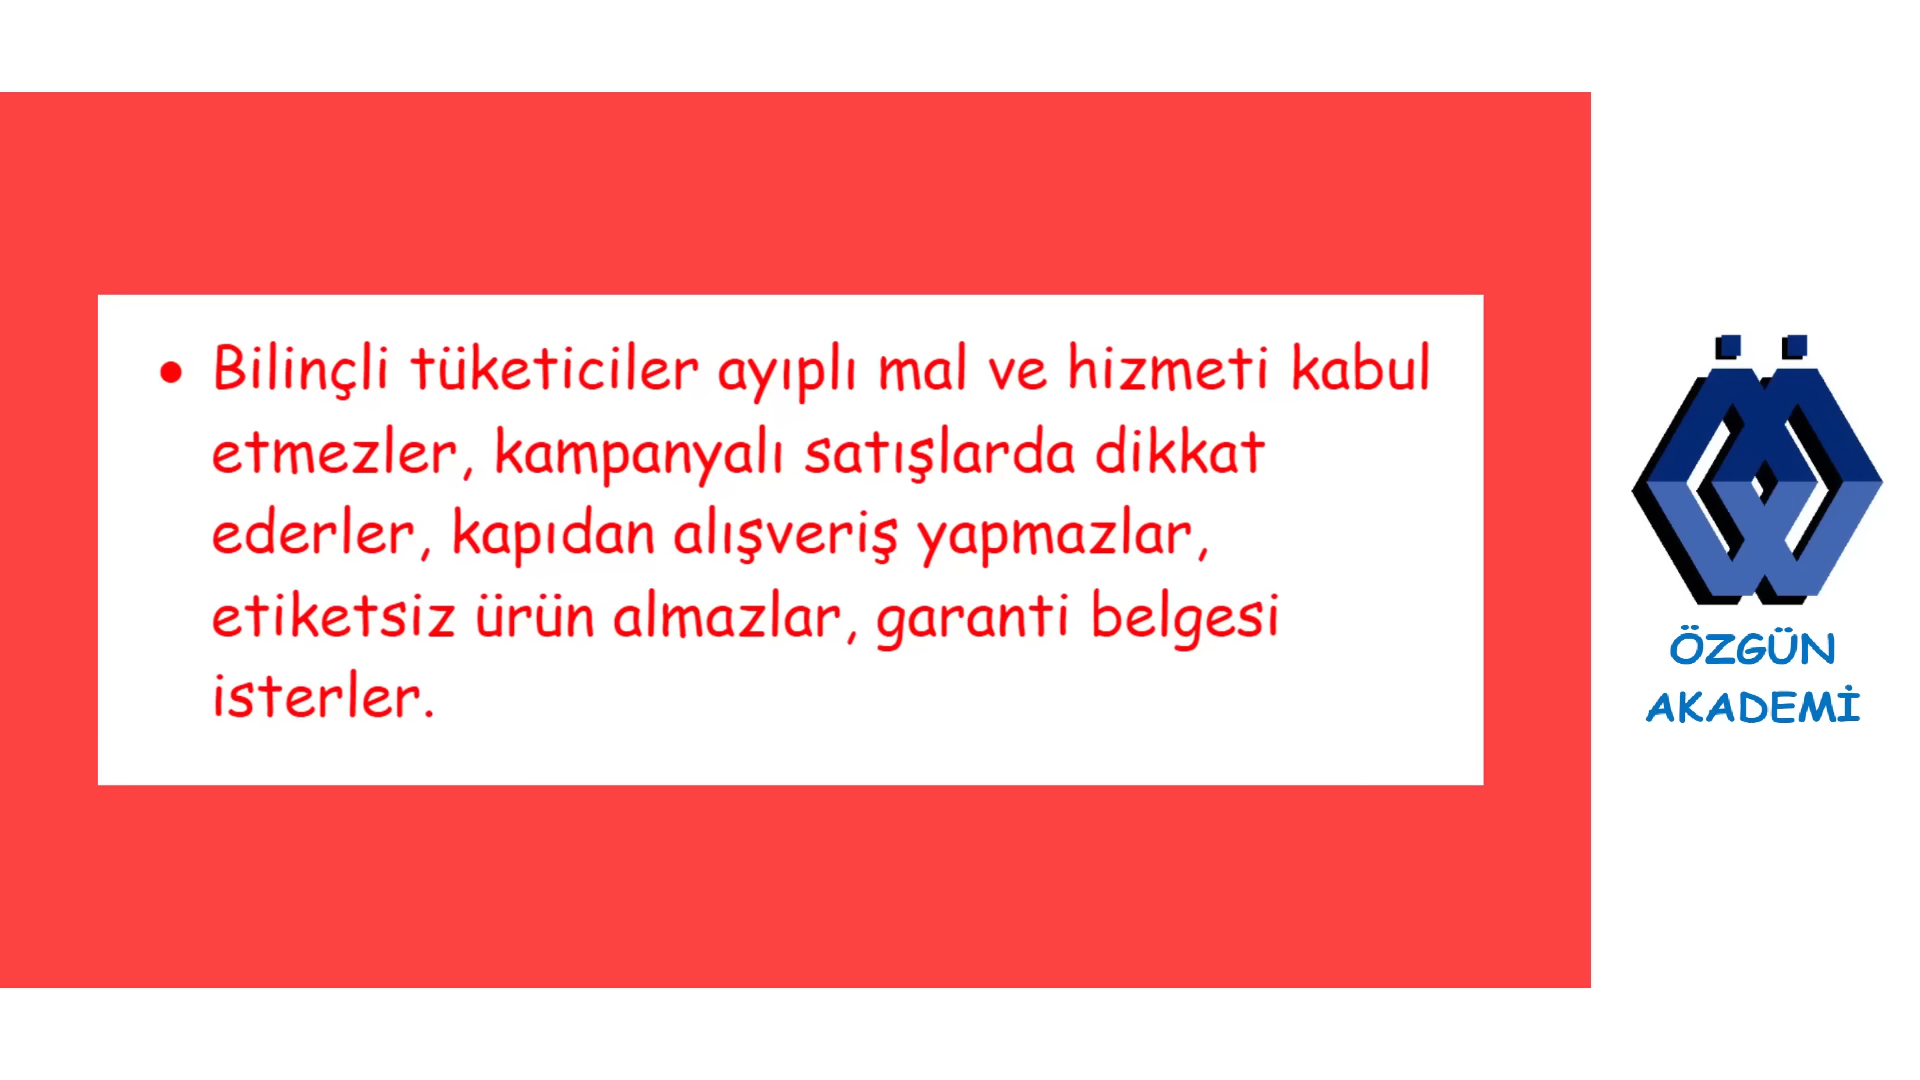 • Bilinçli tüketiciler ayıplı mal ve hizmeti kabul
etmezler, kampanyalı satışlarda dikkat
ederler, kapıdan alışveriş yapmazlar,
etiketsiz ürün almazlar, garanti belgesi
isterler.
ÖZGÜN
AKADEMİ